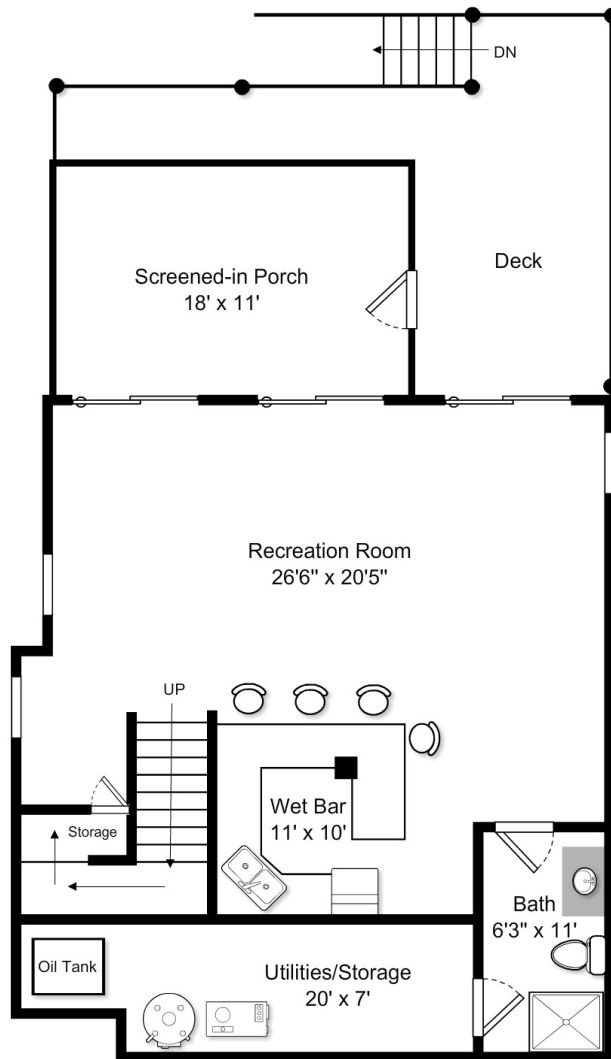 DN
Deck
Screened-in Porch
18' x 11'
Recreation Room
26'6" x 20'5"
UP
Wet Bar
11' x 10'
Storage
Bath
6'3" x 11'
Oil Tank
Utilities/Storage
20' x 7'